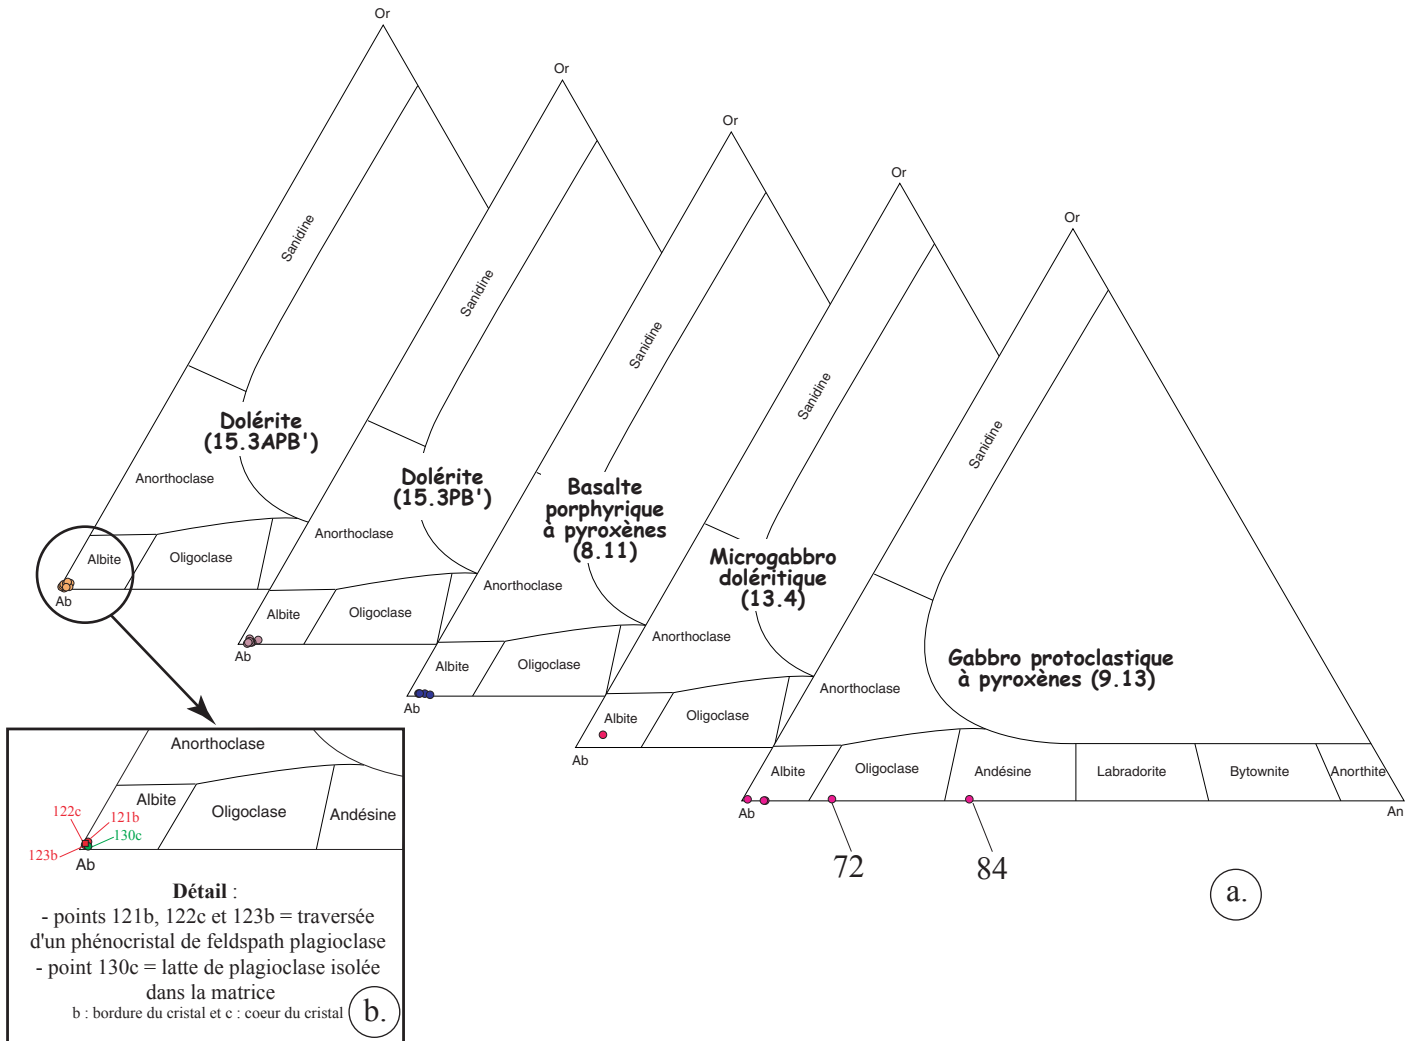 Or
Sanidine
Dolérite
(15.3APB')
Anorthoclase
Albite
Oligoclase
Ab
Or
Sanidine
Dolérite
(15.3PB')
Anorthoclase
Albite
Oligoclase
Ab
Or
Sanidine
Basalte
porphyrique
à pyroxènes
(8.11)
Anorthoclase
Albite
Oligoclase
Ab
Or
Sanidine
Microgabbro
doléritique
(13.4)
Anorthoclase
Albite
Oligoclase
Ab
Or
Sanidine
Gabbro protoclastique
à pyroxènes (9.13)
Anorthoclase
Albite
Oligoclase
Andésine
Labradorite
Bytownite
Anorthite
Ab
An
72
84
a.
Anorthoclase
Albite
Oligoclase
Andésine
122c
121b
130c
123b
Ab
Détail :
- points 121b, 122c et 123b = traversée
d'un phénocristal de feldspath plagioclase
- point 130c = latte de plagioclase isolée
dans la matrice
b : bordure du cristal et c : coeur du cristal
b.